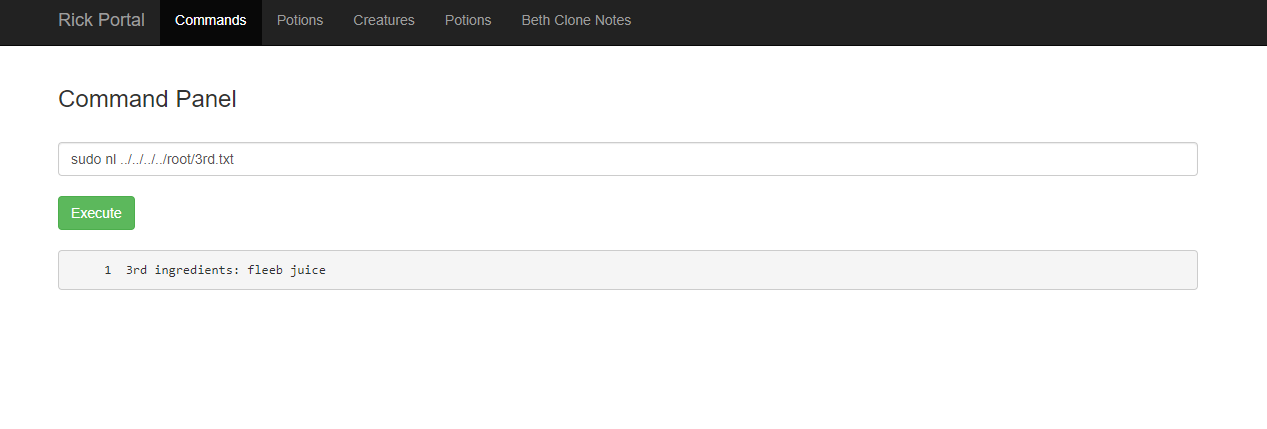 Rick Portal Commands Potions Creatures Potions Beth Clone Notes
Command Panel
sudo nl ../../../../root/3rd.txt
Execute
1 3rd ingredients: fleeb juice